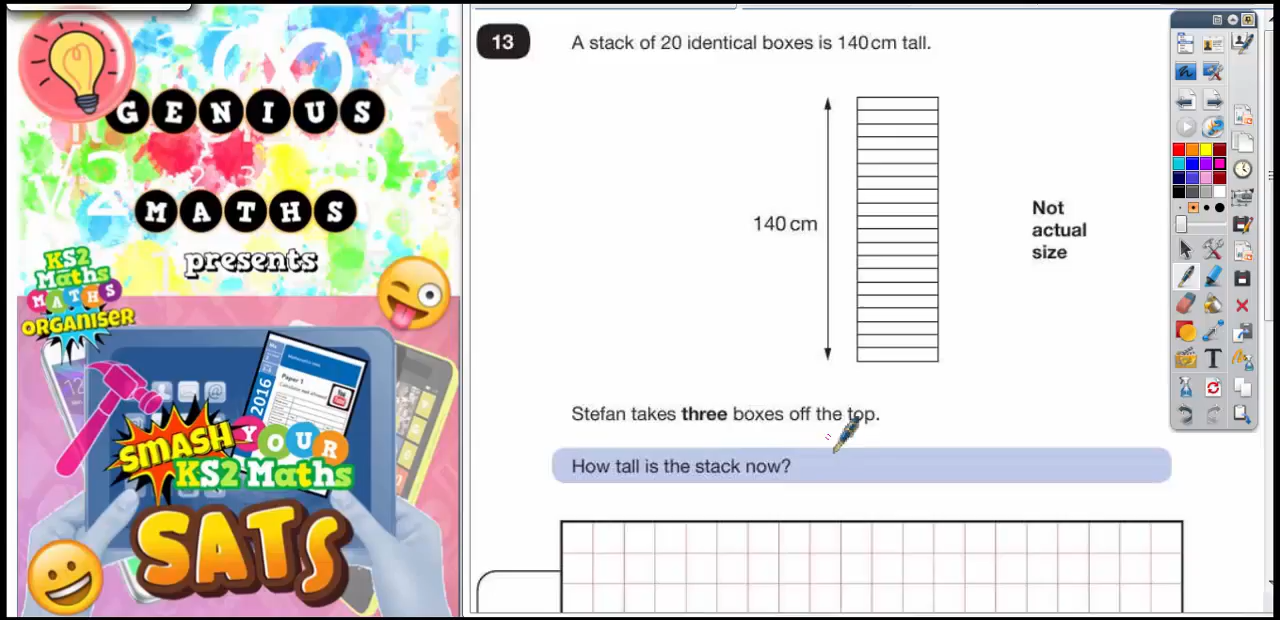 GENIUS
MATHS
presents
KS2
Maths
MATHS
ORGANISER
2016
Paper 1
SMASH YOUR
KS2 Maths
SATS
13
A stack of 20 identical boxes is 140 cm tall.
140 cm
Not
actual
size
Stefan takes three boxes off the top.
How tall is the stack now?